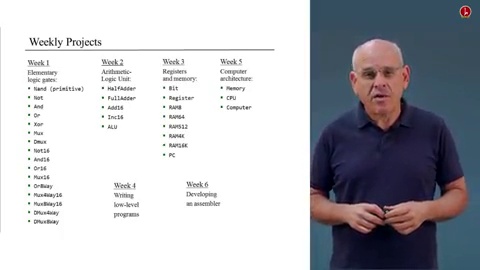 Weekly Projects
Week 1
Elementary
logic gates:
Nand (primitive)
Not
And
Or
Xor
Mux
Dmux
Not16
And16
Or16
Mux16
Or8Way
Mux4Way16
Mux8Way16
DMux4Way
DMux8Way
Week 2
Arithmetic-
Logic Unit:
HalfAdder
FullAdder
Add16
Inc16
ALU
Week 3
Registers
and memory:
Bit
Register
RAM8
RAM64
RAM512
RAM4K
RAM16K
PC
Week 5
Computer
architecture:
Memory
CPU
Computer
Week 4
Writing
low-level
programs
Week 6
Developing
an assembler